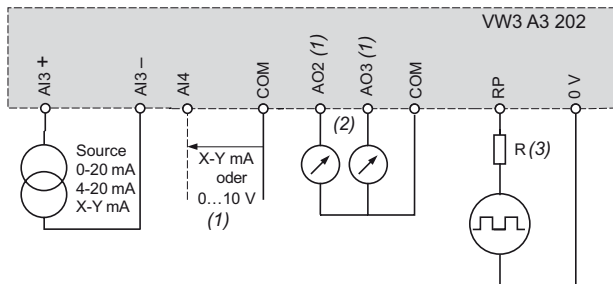 VW3 A3 202
AI3 +
AI3 –
AI4
COM
AO2 (1)
AO3 (1)
COM
RP
0 V
Source
0-20 mA
4-20 mA
X-Y mA
X-Y mA
oder
0…10 V
(1)
(2)
R (3)